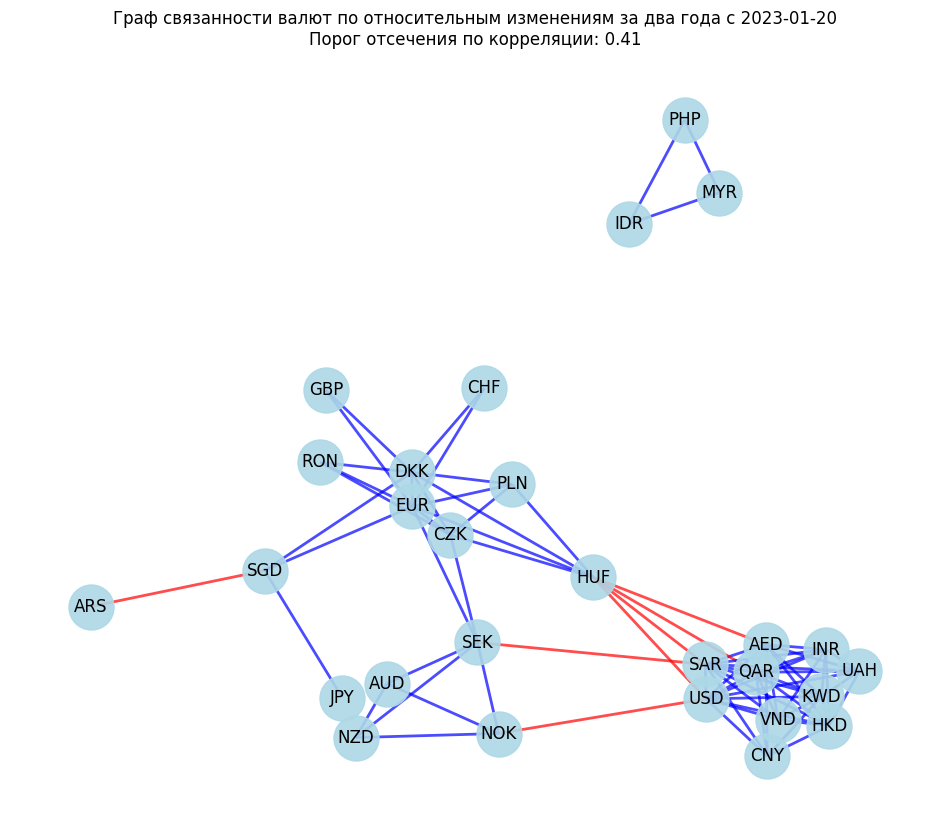 Граф связанности валют по относительным изменениям за два года с 2023-01-20
Порог отсечения по корреляции: 0.41
PHP
MYR
IDR
GBP
CHF
RON
DKK
PLN
EUR
CZK
SGD
HUF
ARS
SEK
AED
INR
SAR
QAR
UAH
AUD
JPY
USD
KWD
VND
HKD
NZD
NOK
CNY